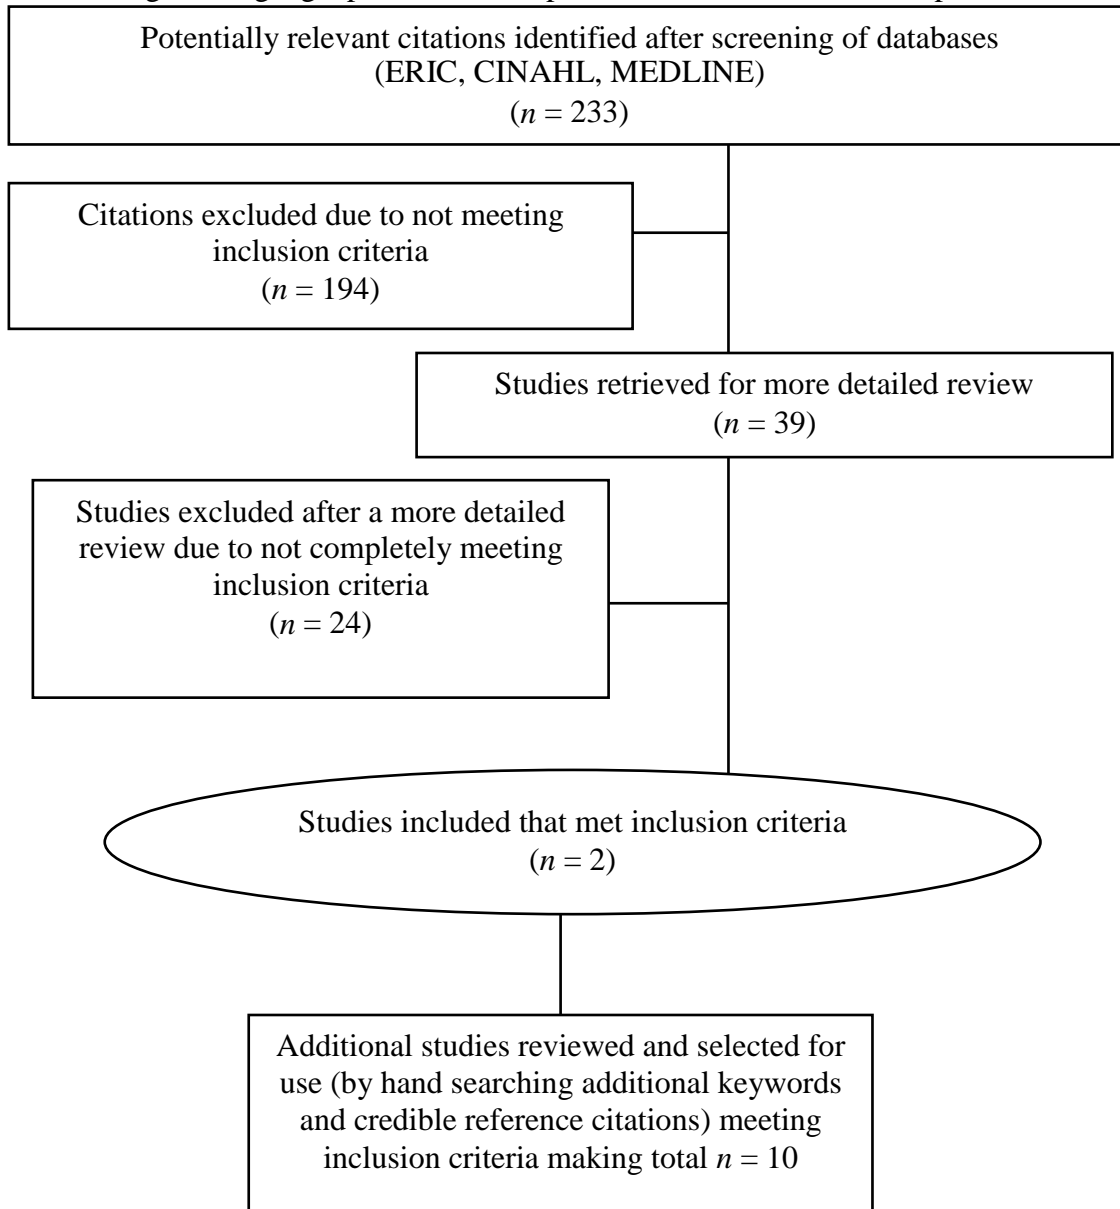 Potentially relevant citations identified after screening of databases
(ERIC, CINAHL, MEDLINE)
(n = 233)
Citations excluded due to not meeting
inclusion criteria
(n = 194)
Studies retrieved for more detailed review
(n = 39)
Studies excluded after a more detailed
review due to not completely meeting
inclusion criteria
(n = 24)
Studies included that met inclusion criteria
(n = 2)
Additional studies reviewed and selected for
use (by hand searching additional keywords
and credible reference citations) meeting
inclusion criteria making total n = 10